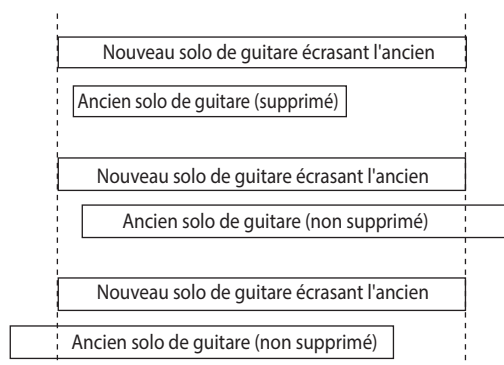 Nouveau solo de guitare écrasant l'ancien
Ancien solo de guitare (supprimé)
Nouveau solo de guitare écrasant l'ancien
Ancien solo de guitare (non supprimé)
Nouveau solo de guitare écrasant l'ancien
Ancien solo de guitare (non supprimé)